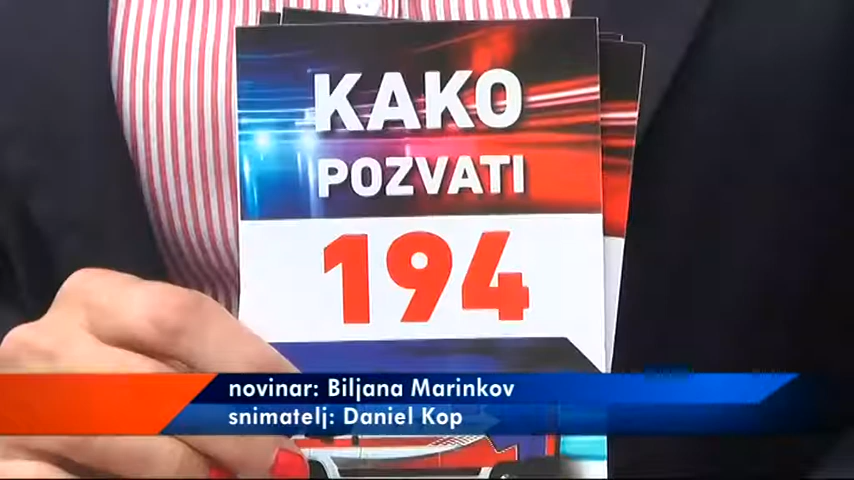 KAKO
POZVATI
194
novinar: Biljana Marinkov
snimatelj: Daniel Kop